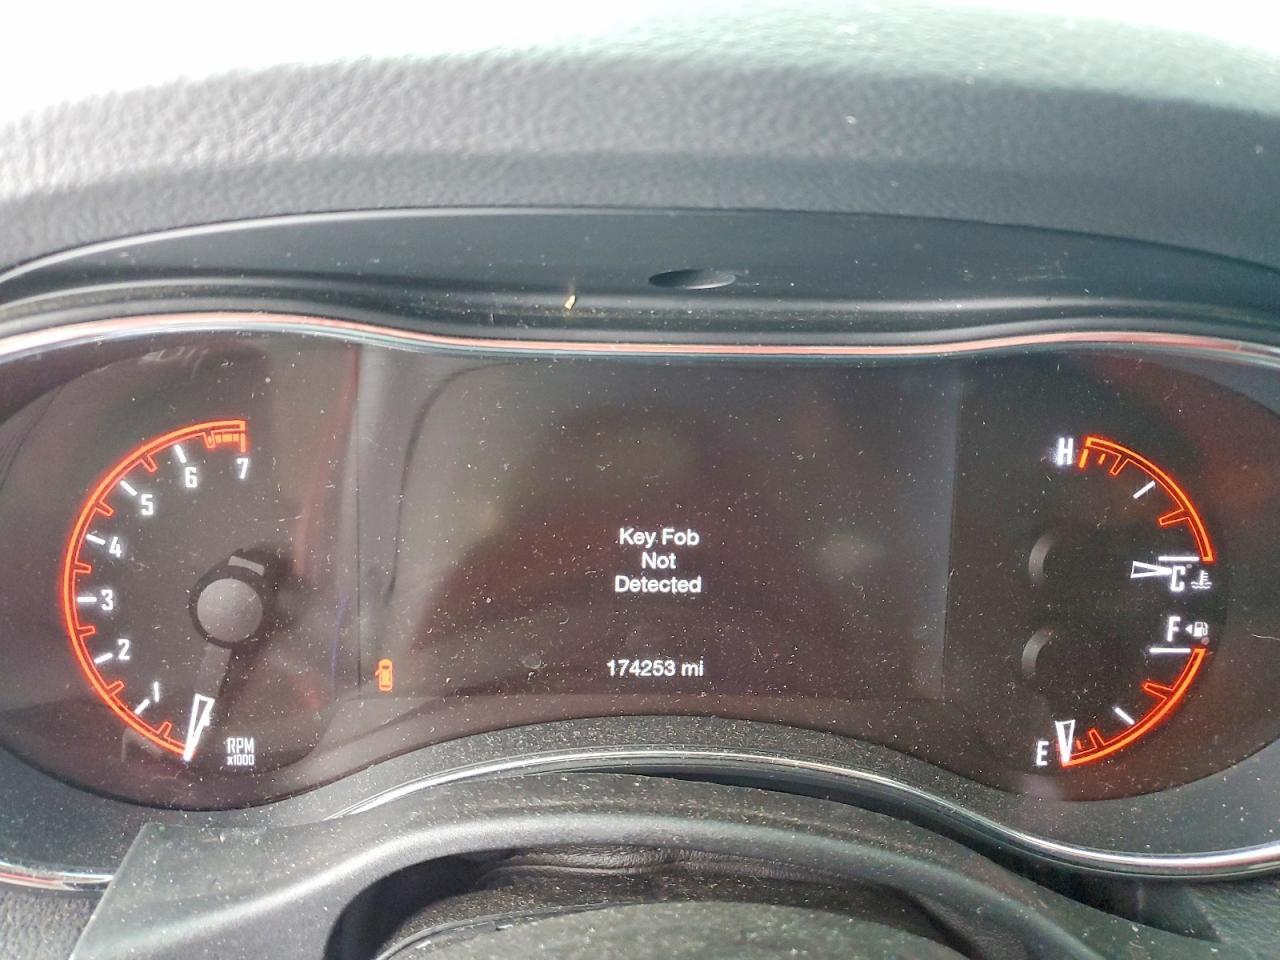 7
6
5
4
3
2
1
RPM
x1000
Key Fob
Not
Detected
174253 mi
H
C
F
E